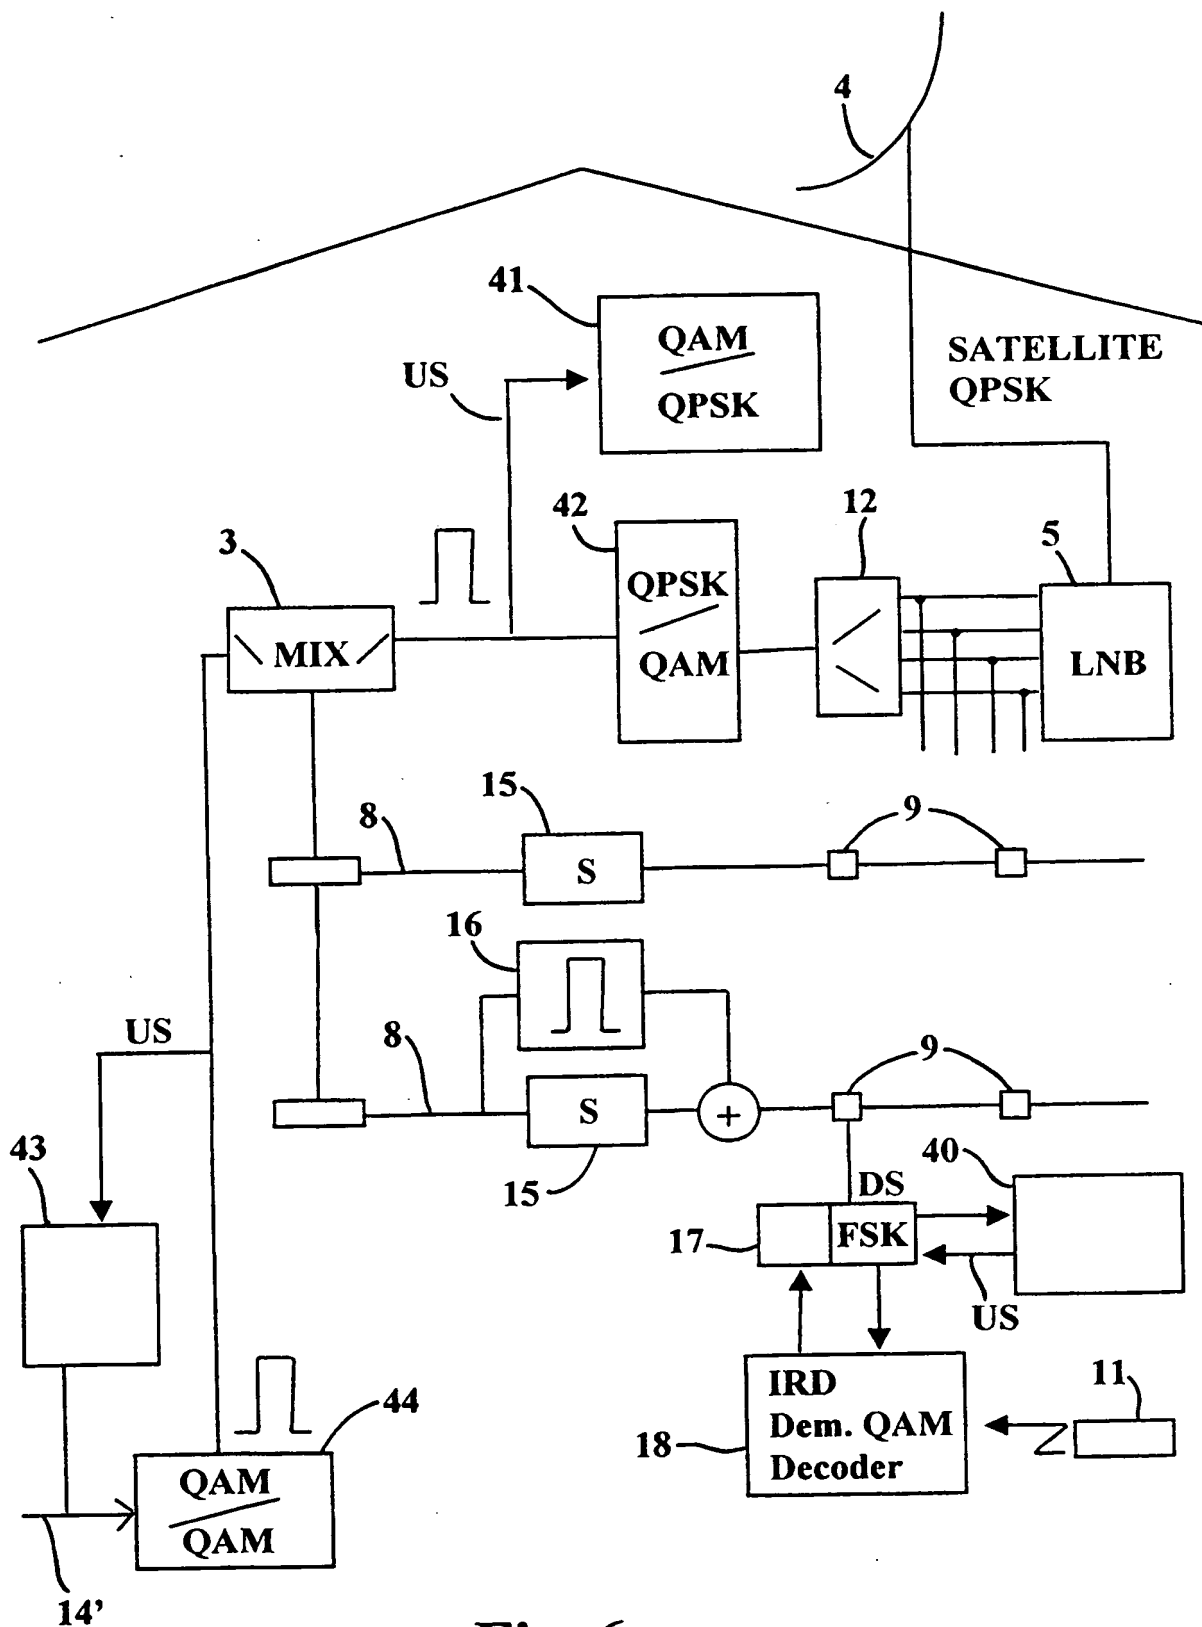 4
41
QAM
QPSK
US
SATELLITE
QPSK
42
12
5
3
QPSK
QAM
MIX
LNB
15
8
9
S
16
US
8
9
S
43
15
DS
40
17
FSK
US
IRD
Dem. QAM
Decoder
11
18
44
QAM
QAM
14'